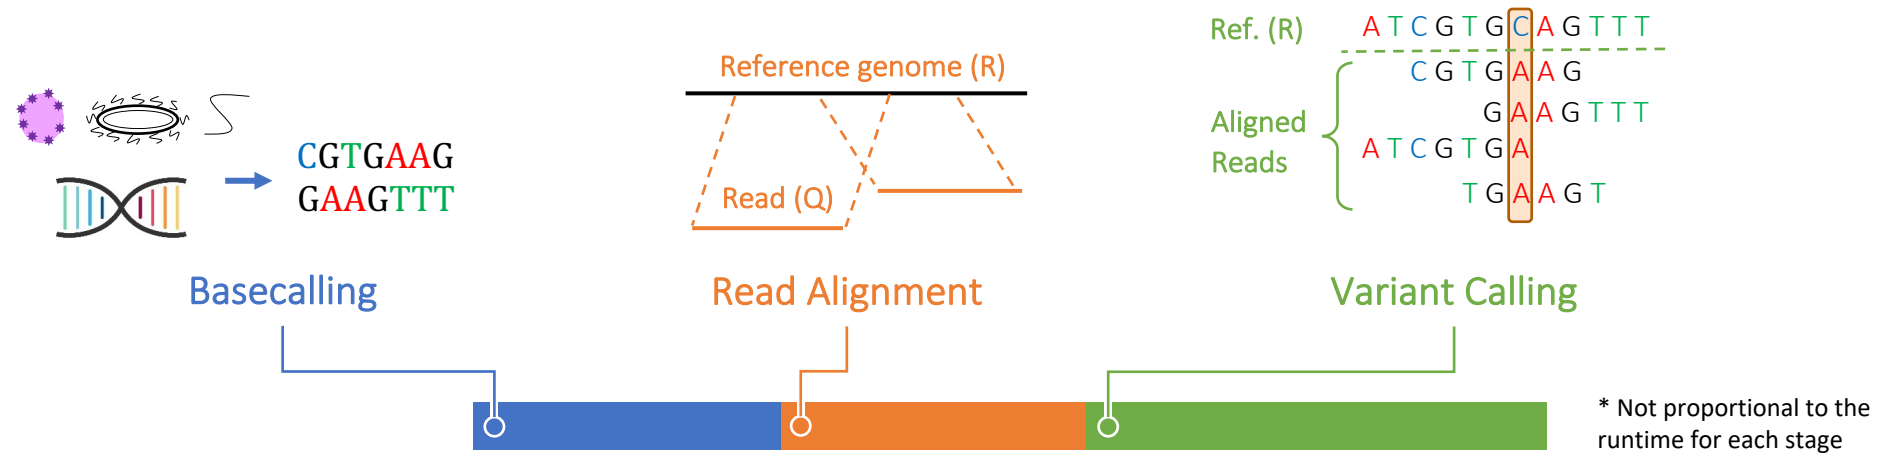 CGTGAAG
GAAGTTT
Basecalling
Reference genome (R)
Read (Q)
Read Alignment
Ref. (R)
A T C G T G C A G T T T
Aligned
Reads
C G T G A A G
G A A G T T T
A T C G T G A
T G A A G T
Variant Calling
* Not proportional to the
runtime for each stage